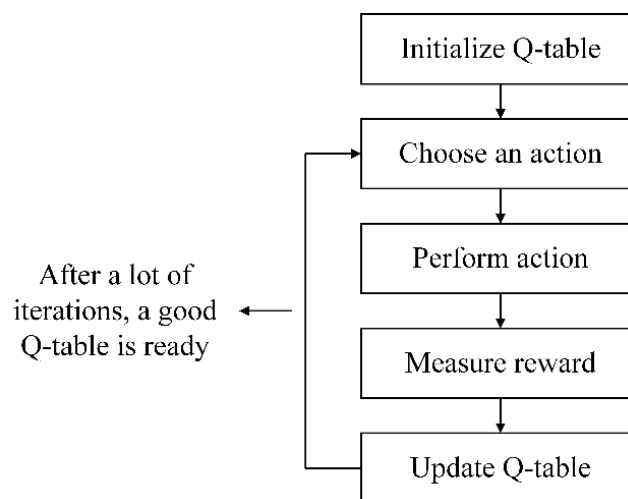 Initialize Q-table
Choose an action
Perform action
Measure reward
Update Q-table
After a lot of
iterations, a good
Q-table is ready